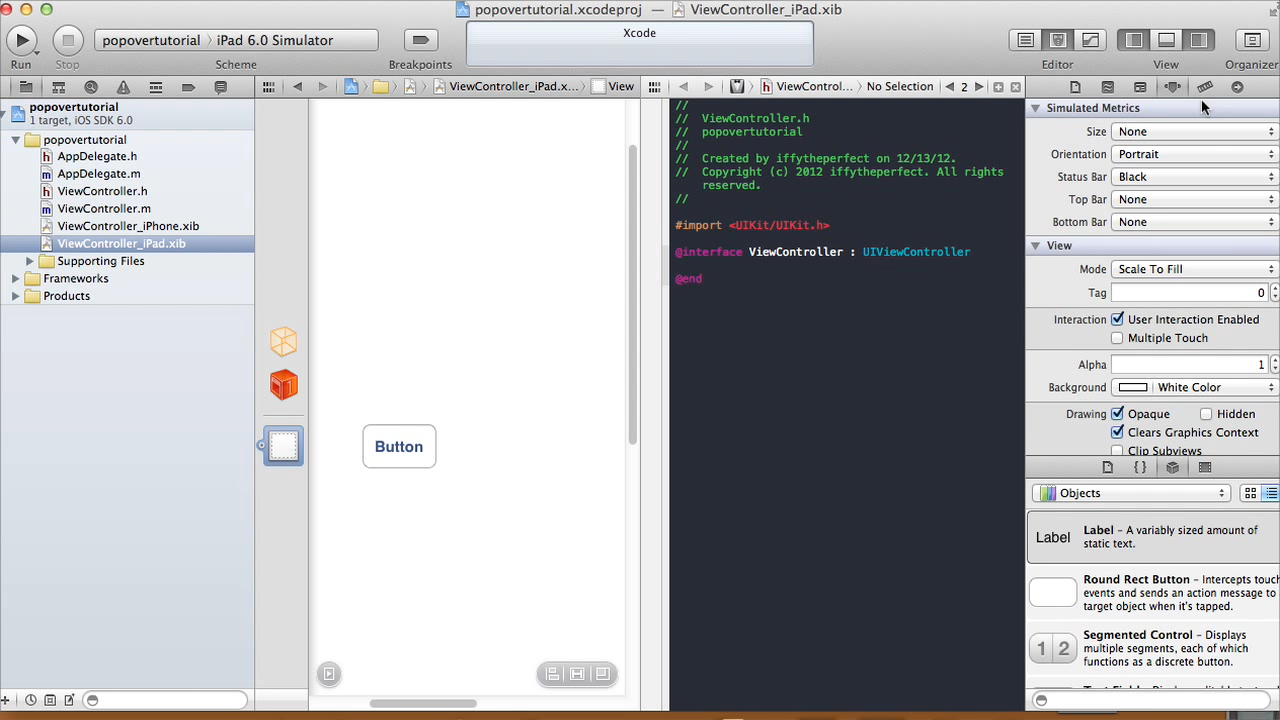 popovertutorial.xcodeproj — ViewController_iPad.xib
popovertutorial › iPad 6.0 Simulator
Xcode
Run
Stop
Scheme
Breakpoints
Editor
View
Organizer
ViewController_iPad.x...
View
ViewControl...
No Selection
2
popovertutorial
1 target, iOS SDK 6.0
popovertutorial
AppDelegate.h
AppDelegate.m
ViewController.h
ViewController.m
ViewController_iPhone.xib
ViewController_iPad.xib
Supporting Files
Frameworks
Products
Button
//
// ViewController.h
// popovertutorial
//
// Created by iffytheperfect on 12/13/12.
// Copyright (c) 2012 iffytheperfect. All rights
reserved.
//
#import <UIKit/UIKit.h>
@interface ViewController : UIViewController
@end
Simulated Metrics
Size None
Orientation Portrait
Status Bar Black
Top Bar None
Bottom Bar None
View
Mode Scale To Fill
Tag 0
Interaction User Interaction Enabled
Multiple Touch
Alpha 1
Background White Color
Drawing Opaque Hidden
Clears Graphics Context
Clip Subviews
{ }
Objects
Label Label – A variably sized amount of
static text.
Round Rect Button – Intercepts touch
events and sends an action message to
target object when it's tapped.
1 2 Segmented Control – Displays
multiple segments, each of which
functions as a discrete button.